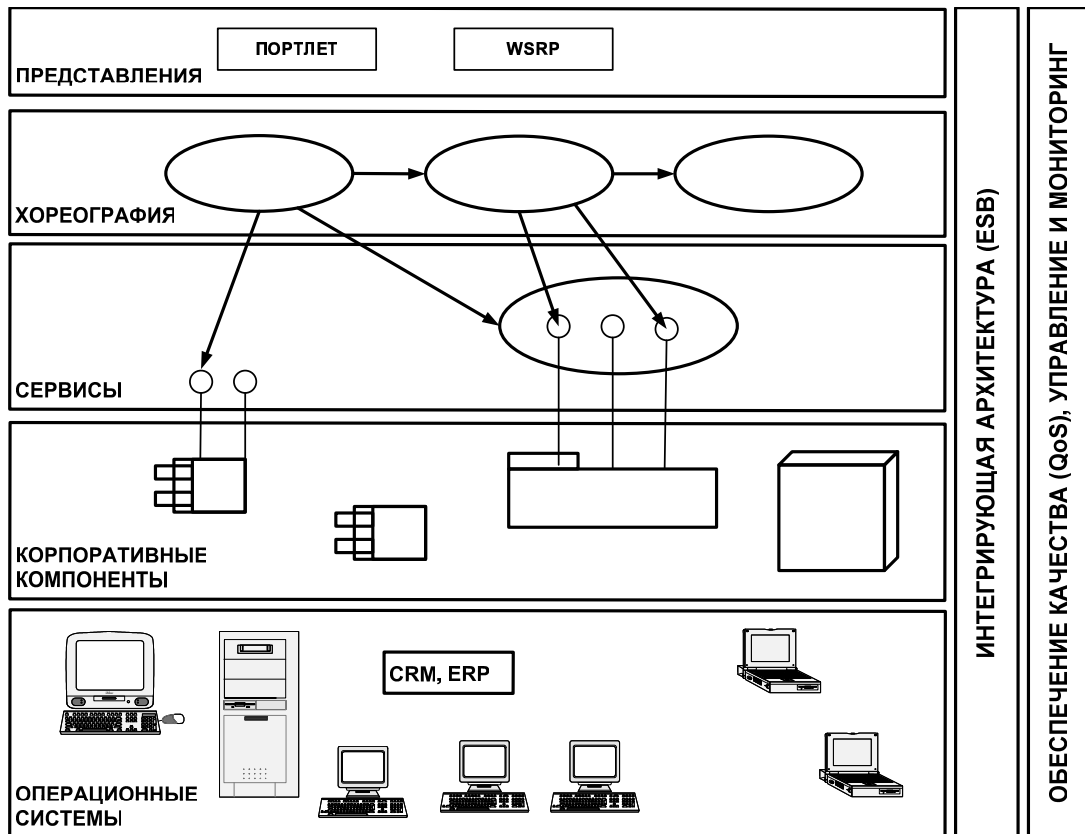 ПОРТЛЕТ
WSRP
ПРЕДСТАВЛЕНИЯ
ХОРЕОГРАФИЯ
СЕРВИСЫ
КОРПОРАТИВНЫЕ
КОМПОНЕНТЫ
CRM, ERP
ОПЕРАЦИОННЫЕ
СИСТЕМЫ
ИНТЕГРИРУЮЩАЯ АРХИТЕКТУРА (ESB)
ОБЕСПЕЧЕНИЕ КАЧЕСТВА (QoS), УПРАВЛЕНИЕ И МОНИТОРИНГ